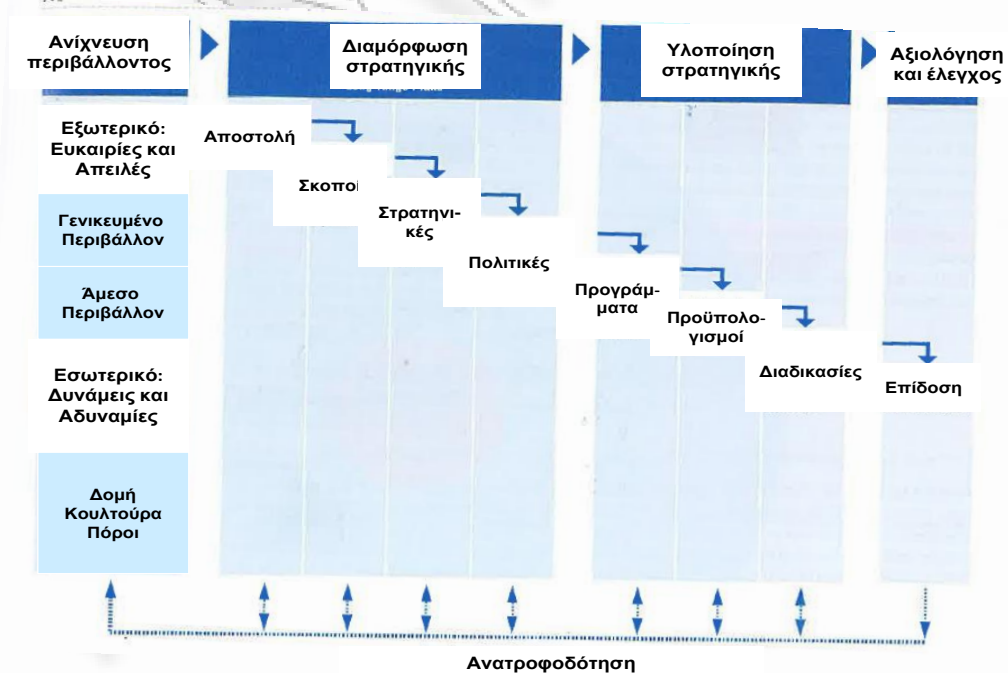 Ανίχνευση
περιβάλλοντος
Διαμόρφωση
στρατηγικής
Υλοποίηση
στρατηγικής
Αξιολόγηση
και έλεγχος
Εξωτερικό:
Ευκαιρίες και
Απειλές
Γενικευμένο
Περιβάλλον
Άμεσο
Περιβάλλον
Εσωτερικό:
Δυνάμεις και
Αδυναμίες
Δομή
Κουλτούρα
Πόροι
Αποστολή
Σκοποί
Στρατηγι-
κές
Πολιτικές
Προγράμ-
ματα
Προϋπολο-
γισμοί
Διαδικασίες
Επίδοση
Ανατροφοδότηση